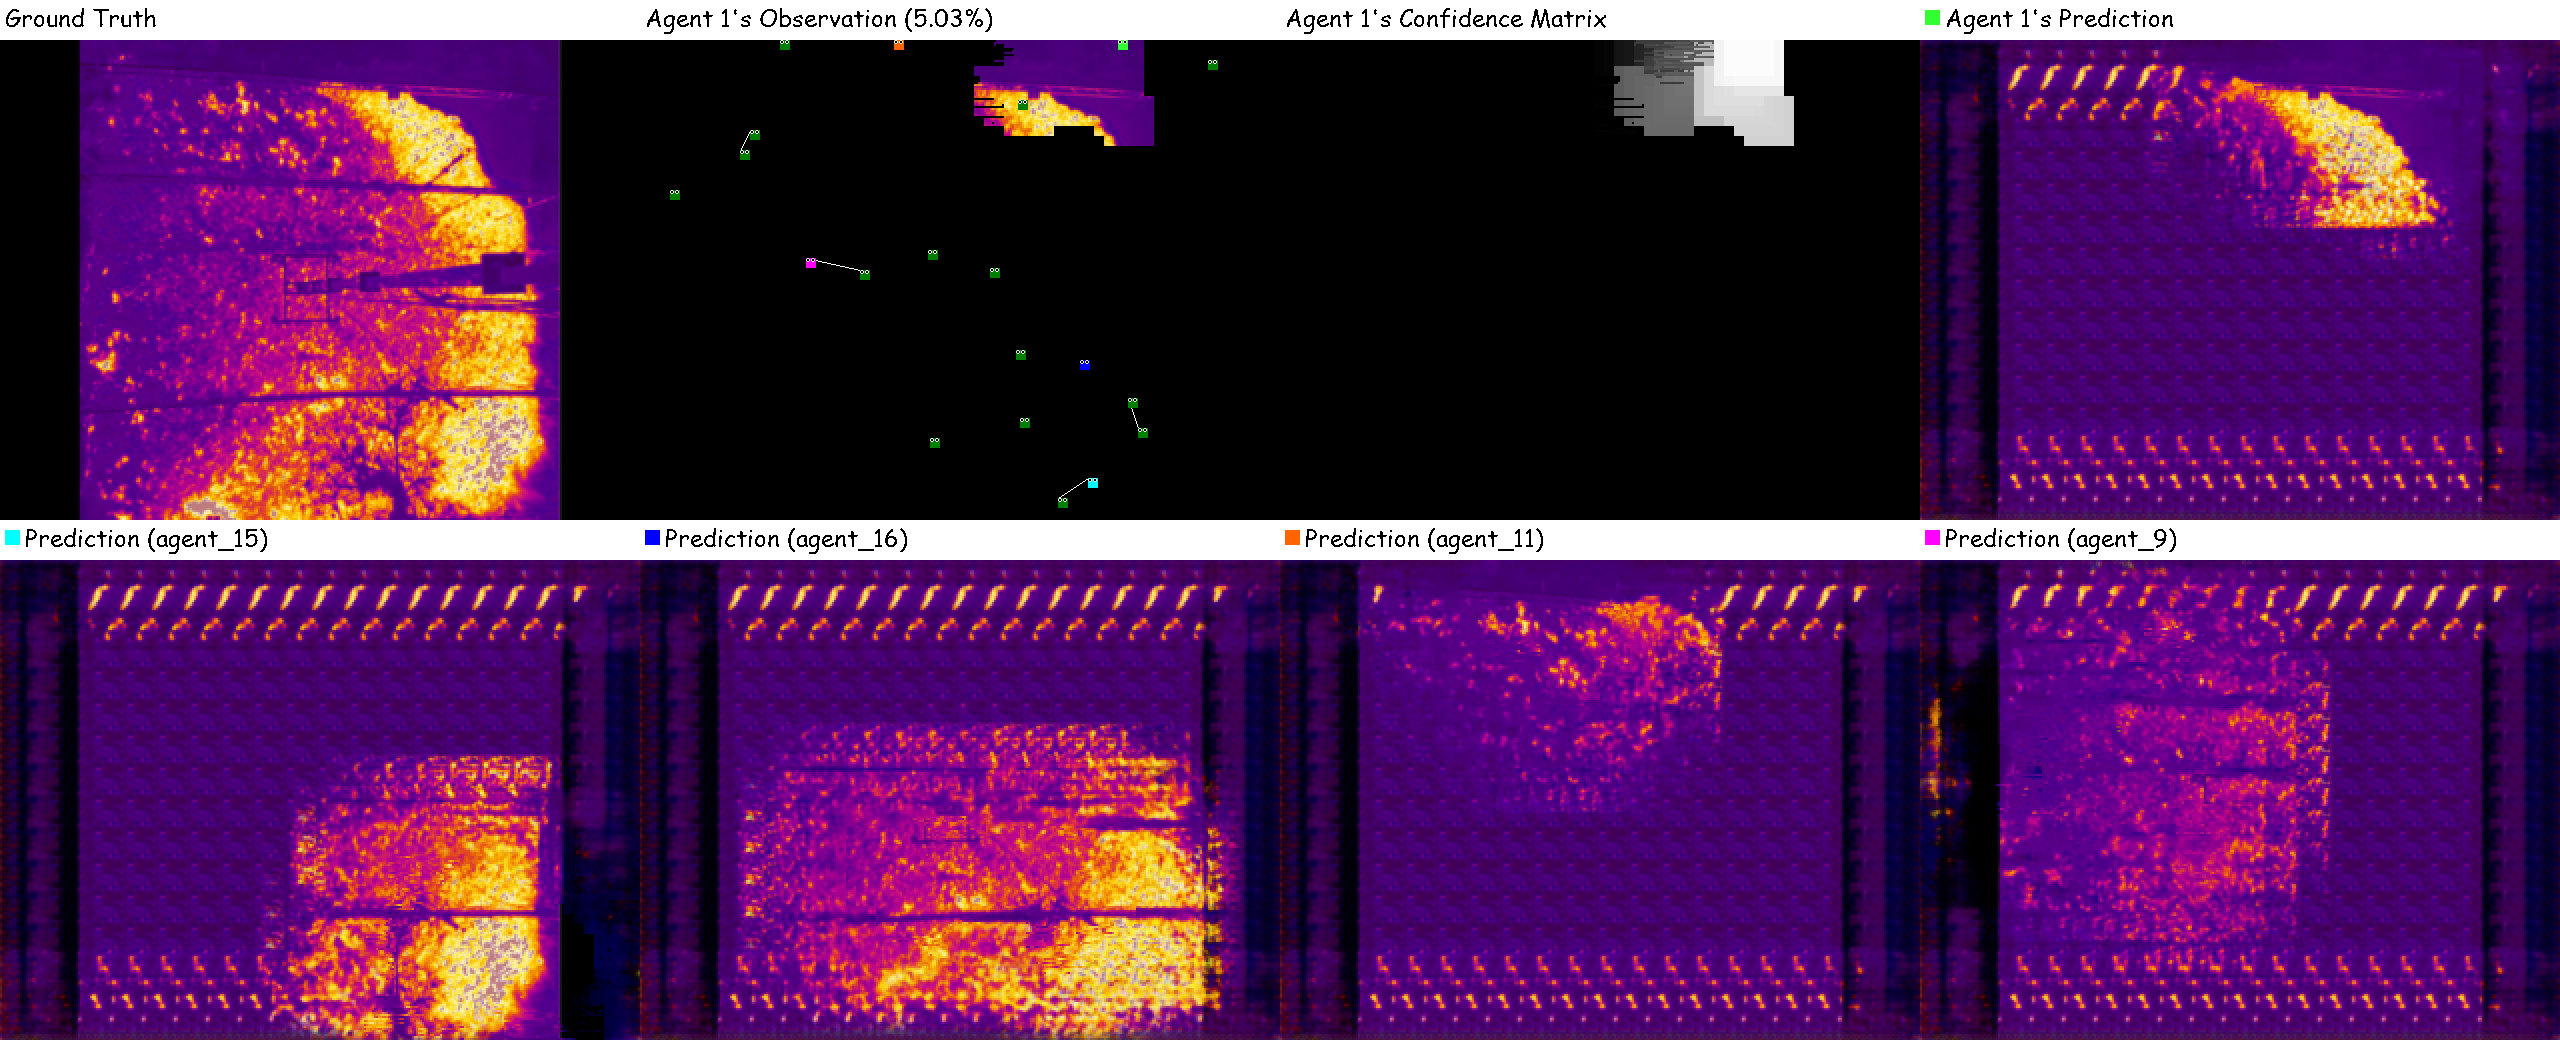 Ground Truth
Agent 1's Observation (5.03%)
Agent 1's Confidence Matrix
Agent 1's Prediction
Prediction (agent_15)
Prediction (agent_16)
Prediction (agent_11)
Prediction (agent_9)